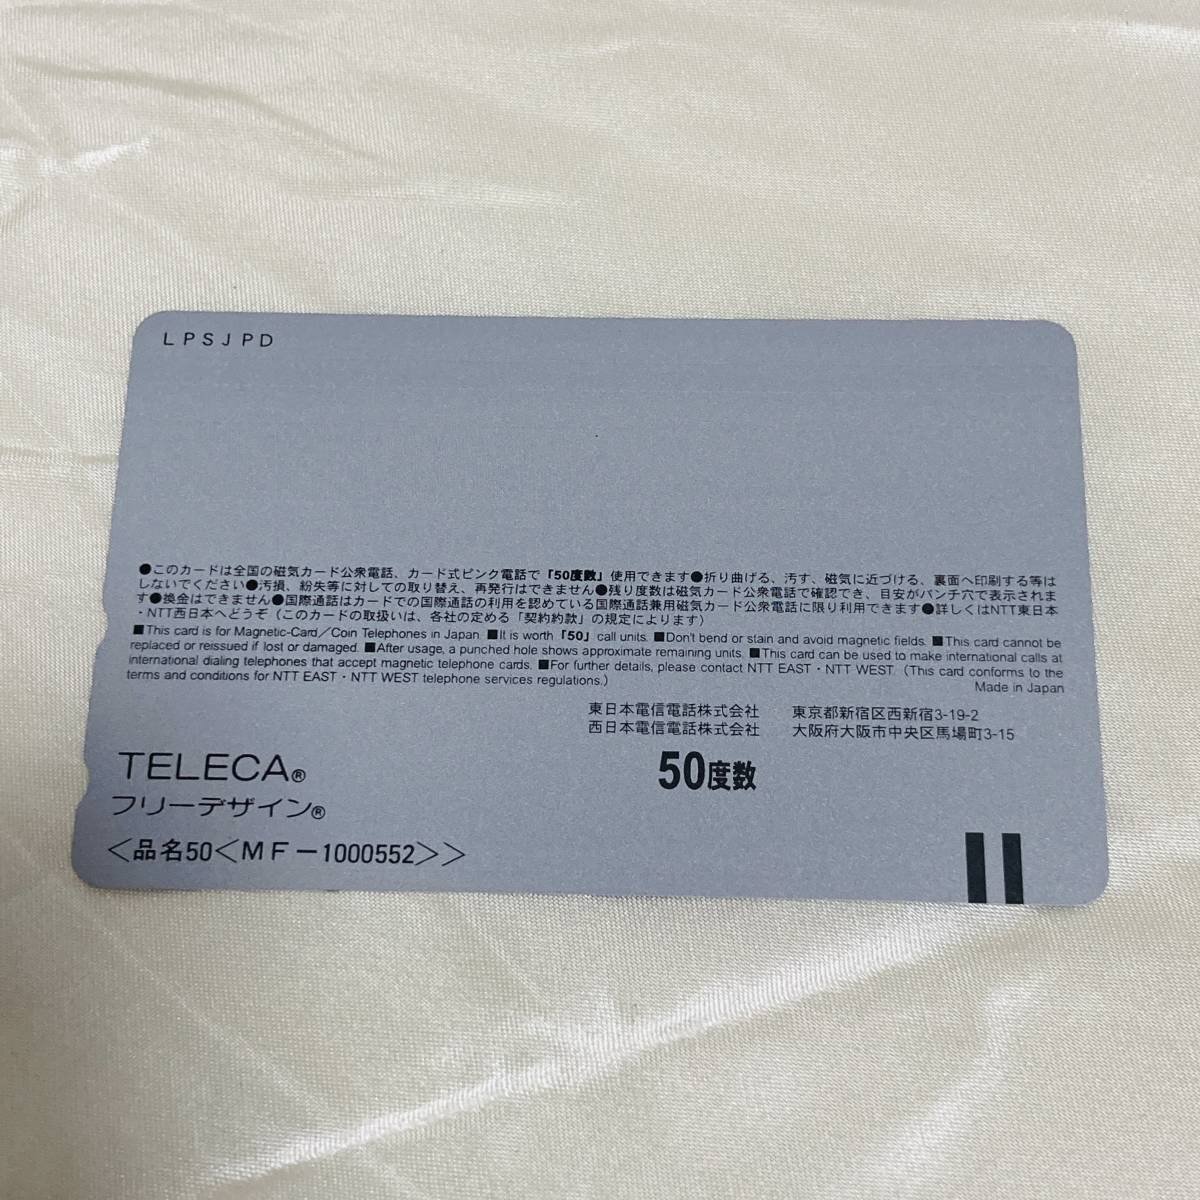 LPSJPD
●このカードは全国の磁気カード公衆電話、カード式ピンク電話で「50度数」使用できます●折り曲げる、汚す、磁気に近づける、裏面へ印刷する等は
しないでください●汚損、紛失等に対しての取り替え、再発行はできません●残り度数は磁気カード公衆電話で確認でき、目安がパンチ穴で表示されま
す●換金はできません●国際通話はカードでの国際通話の利用を認めている国際通話兼用磁気カード公衆電話に限り利用できます●詳しくはNTT東日本
・NTT西日本へどうぞ（このカードの取扱いは、各社の定める「契約約款」の規定によります）
■This card is for Magnetic-Card／Coin Telephones in Japan. ■It is worth「50」call units. ■Don't bend or stain and avoid magnetic fields. ■This card cannot be
replaced or reissued if lost or damaged. ■After usage, a punched hole shows approximate remaining units. ■This card can be used to make international calls at
international dialing telephones that accept magnetic telephone cards. ■For further details, please contact NTT EAST・NTT WEST.（This card conforms to the
terms and conditions for NTT EAST・NTT WEST telephone services regulations.）
Made in Japan
東日本電信電話株式会社 東京都新宿区西新宿3-19-2
西日本電信電話株式会社 大阪府大阪市中央区馬場町3-15
TELECA®
50度数
フリーデザイン®
＜品名50＜MF－1000552＞＞